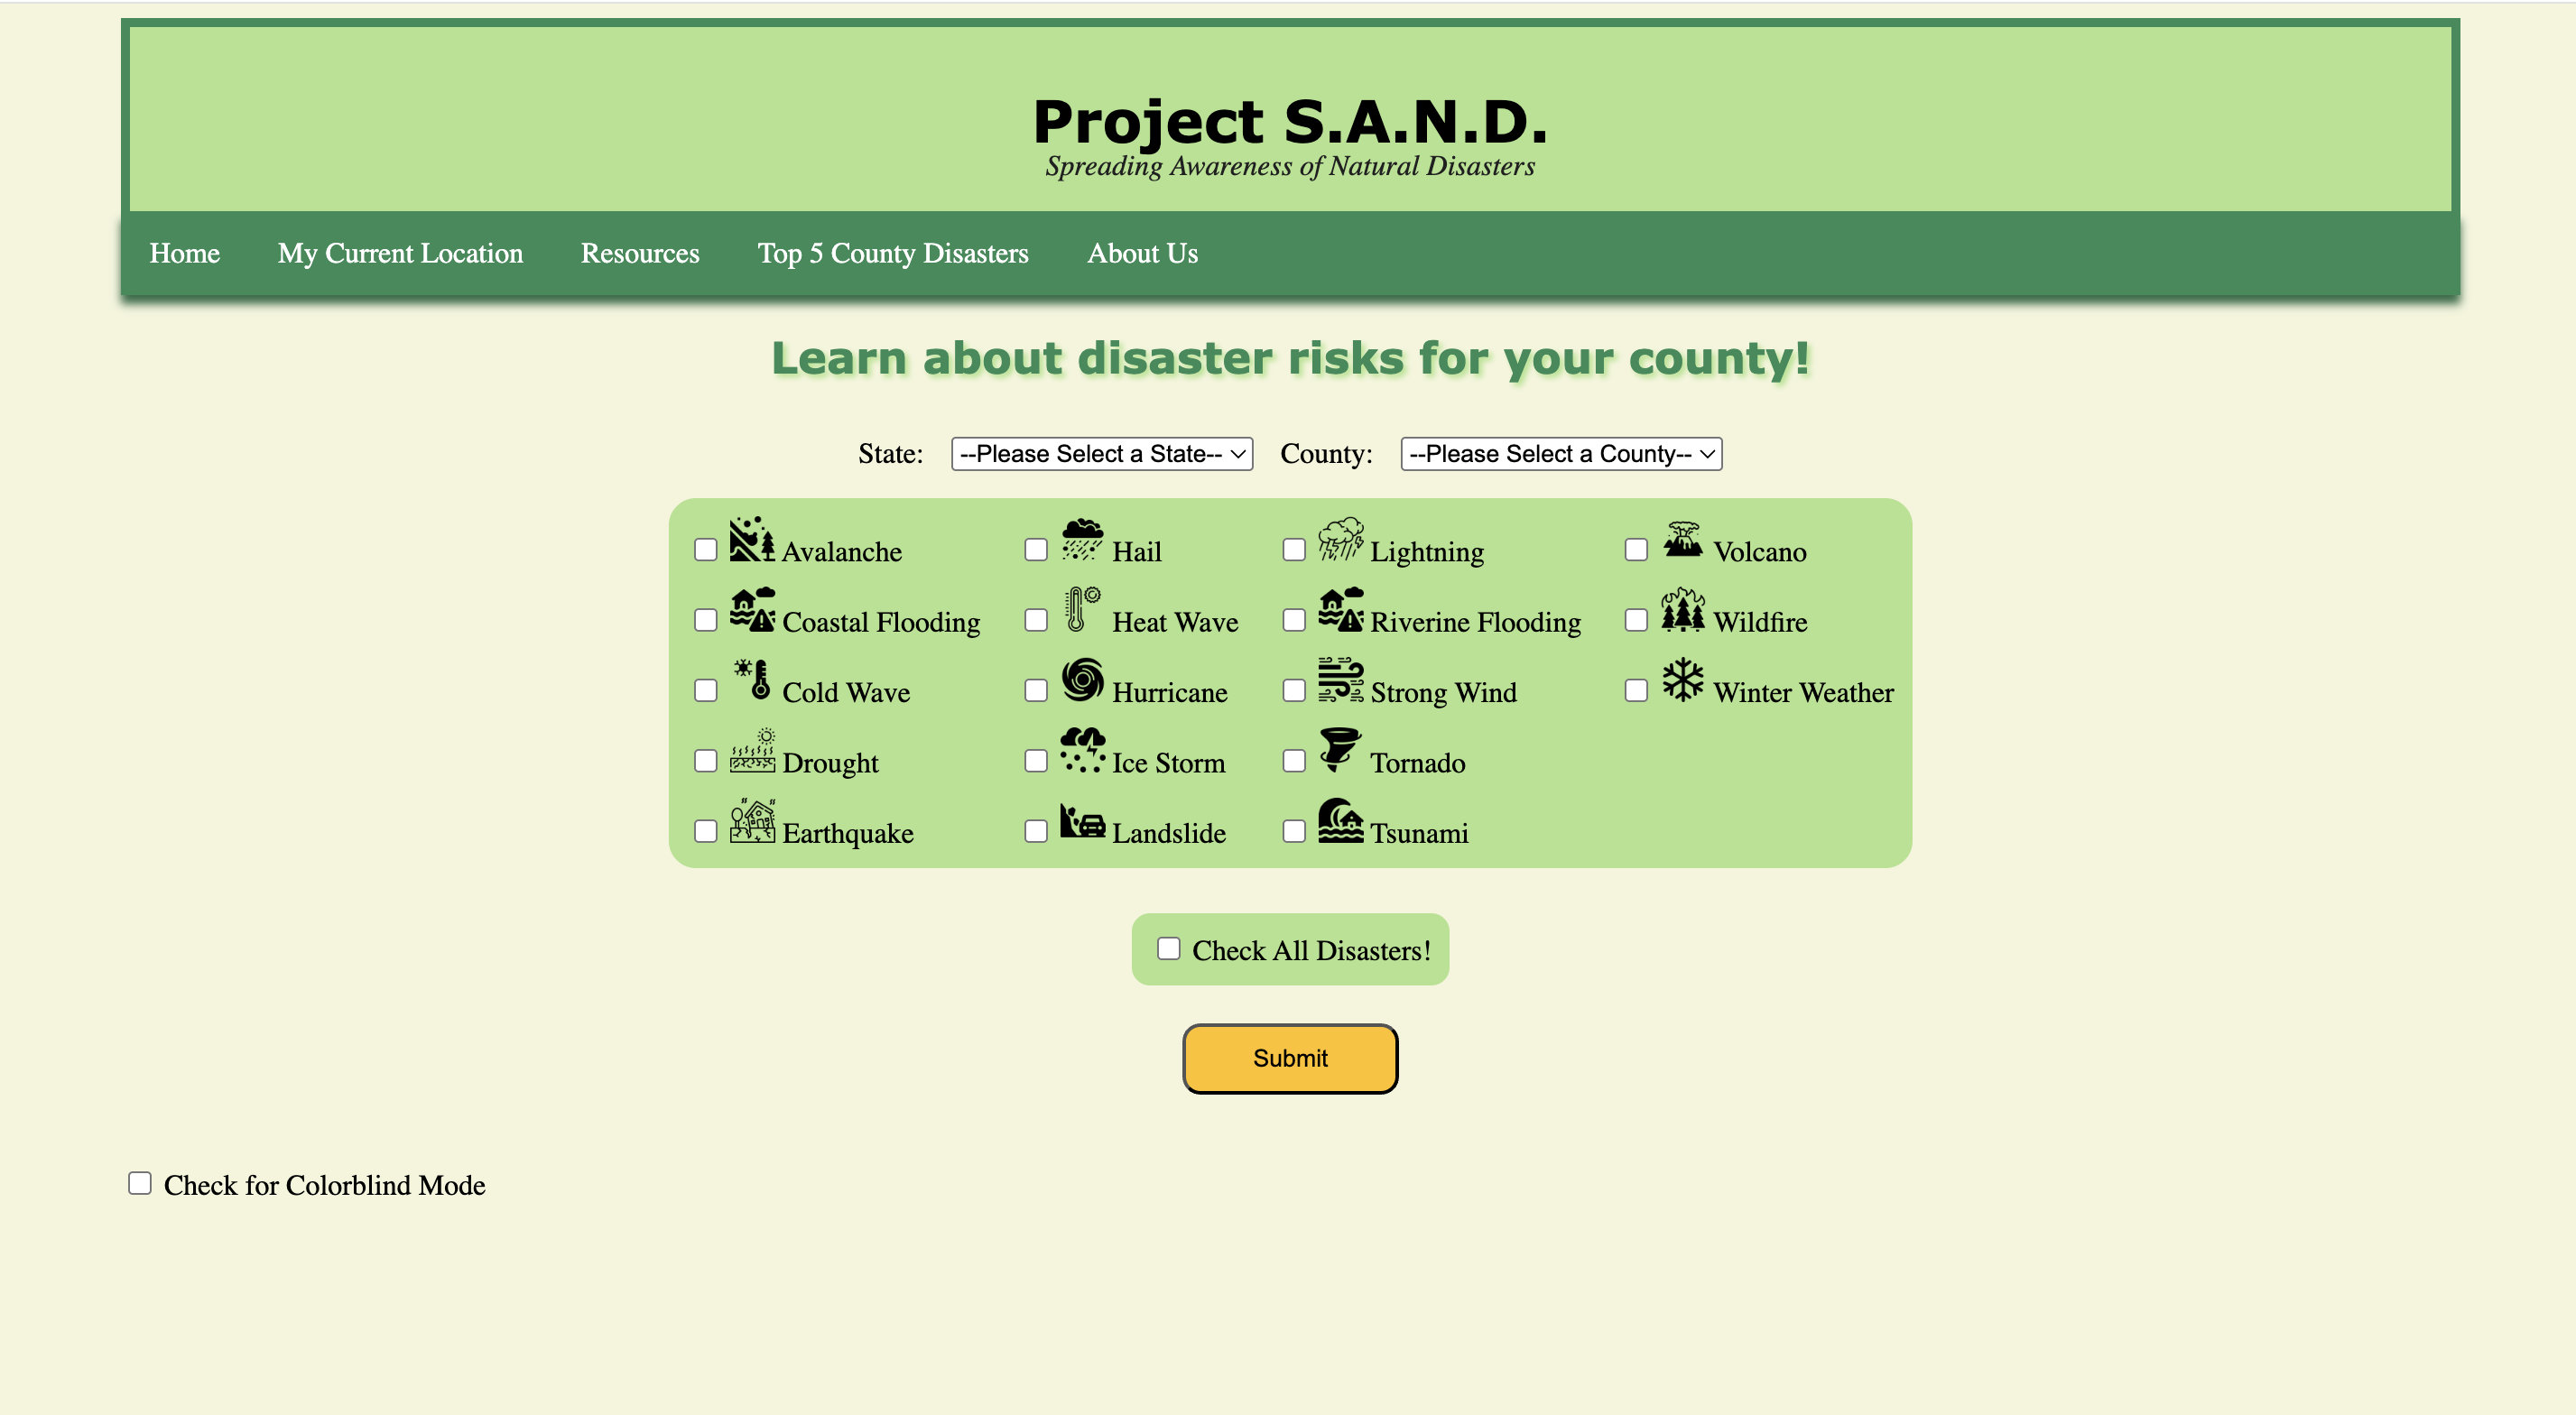 Project S.A.N.D.
Spreading Awareness of Natural Disasters
Home My Current Location Resources Top 5 County Disasters About Us
Learn about disaster risks for your county!
State: --Please Select a State-- County: --Please Select a County--
Avalanche Hail Lightning Volcano
Coastal Flooding Heat Wave Riverine Flooding Wildfire
Cold Wave Hurricane Strong Wind Winter Weather
Drought Ice Storm Tornado
Earthquake Landslide Tsunami
Check All Disasters!
Submit
Check for Colorblind Mode